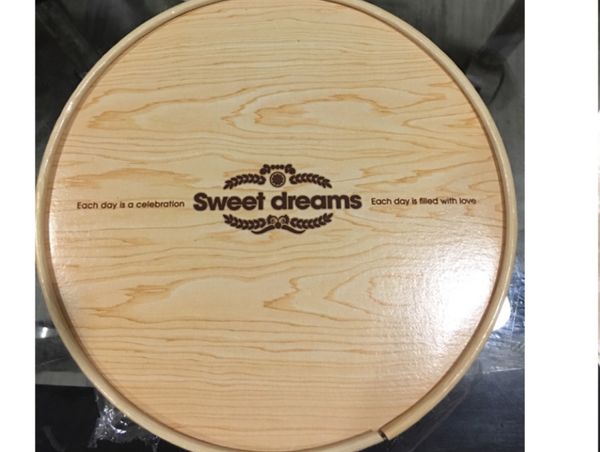 Each day is a celebration Sweet dreams Each day is filled with love